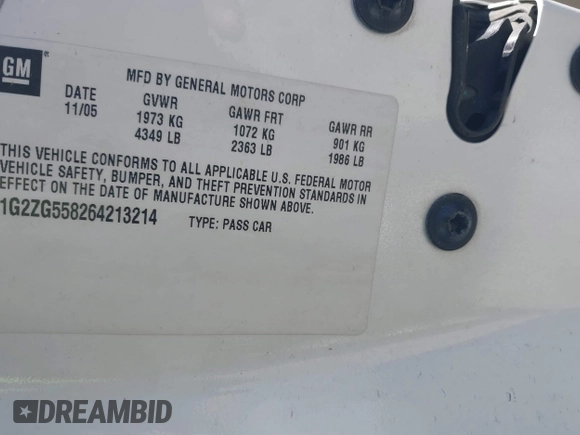 GM ®
MFD BY GENERAL MOTORS CORP
DATE GVWR GAWR FRT GAWR RR
11/05 1973 KG 1072 KG 901 KG
4349 LB 2363 LB 1986 LB
THIS VEHICLE CONFORMS TO ALL APPLICABLE U.S. FEDERAL MOTOR
VEHICLE SAFETY, BUMPER, AND THEFT PREVENTION STANDARDS IN
EFFECT ON THE DATE OF MANUFACTURE SHOWN ABOVE.
1G2ZG558264213214 TYPE: PASS CAR
DREAMBID